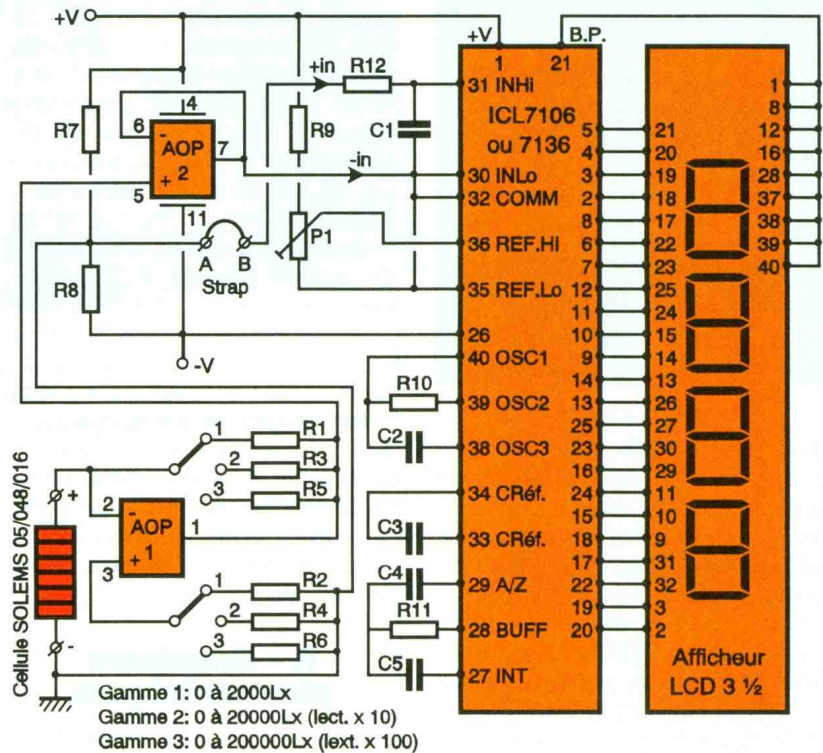 +V
+V
B.P.
1
21
+in
R12
31 INHi
ICL7106
ou 7136
R7
4
6
-
AOP
7
2
+
5
11
R9
C1
-in
30 INLo
32 COMM
P1
36 REF.Hi
A
B
Strap
R8
35 REF.Lo
26
-V
40 OSC1
R10
39 OSC2
C2
38 OSC3
34 CRéf.
C3
33 CRéf.
C4
29 A/Z
R11
28 BUFF
C5
27 INT
5
4
3
2
8
6
7
12
11
10
9
14
13
25
23
16
24
15
18
17
22
19
20
21
20
19
18
17
22
23
25
24
15
14
13
26
27
30
29
11
10
9
31
32
3
2
1
8
12
16
28
37
38
39
40
Afficheur
LCD 3 ½
Cellule SOLEMS 05/048/016
+
-
1
R1
2
R3
3
R5
2
-
AOP
1
1
+
3
1
R2
2
R4
3
R6
Gamme 1: 0 à 2000Lx
Gamme 2: 0 à 20000Lx (lect. x 10)
Gamme 3: 0 à 200000Lx (lext. x 100)